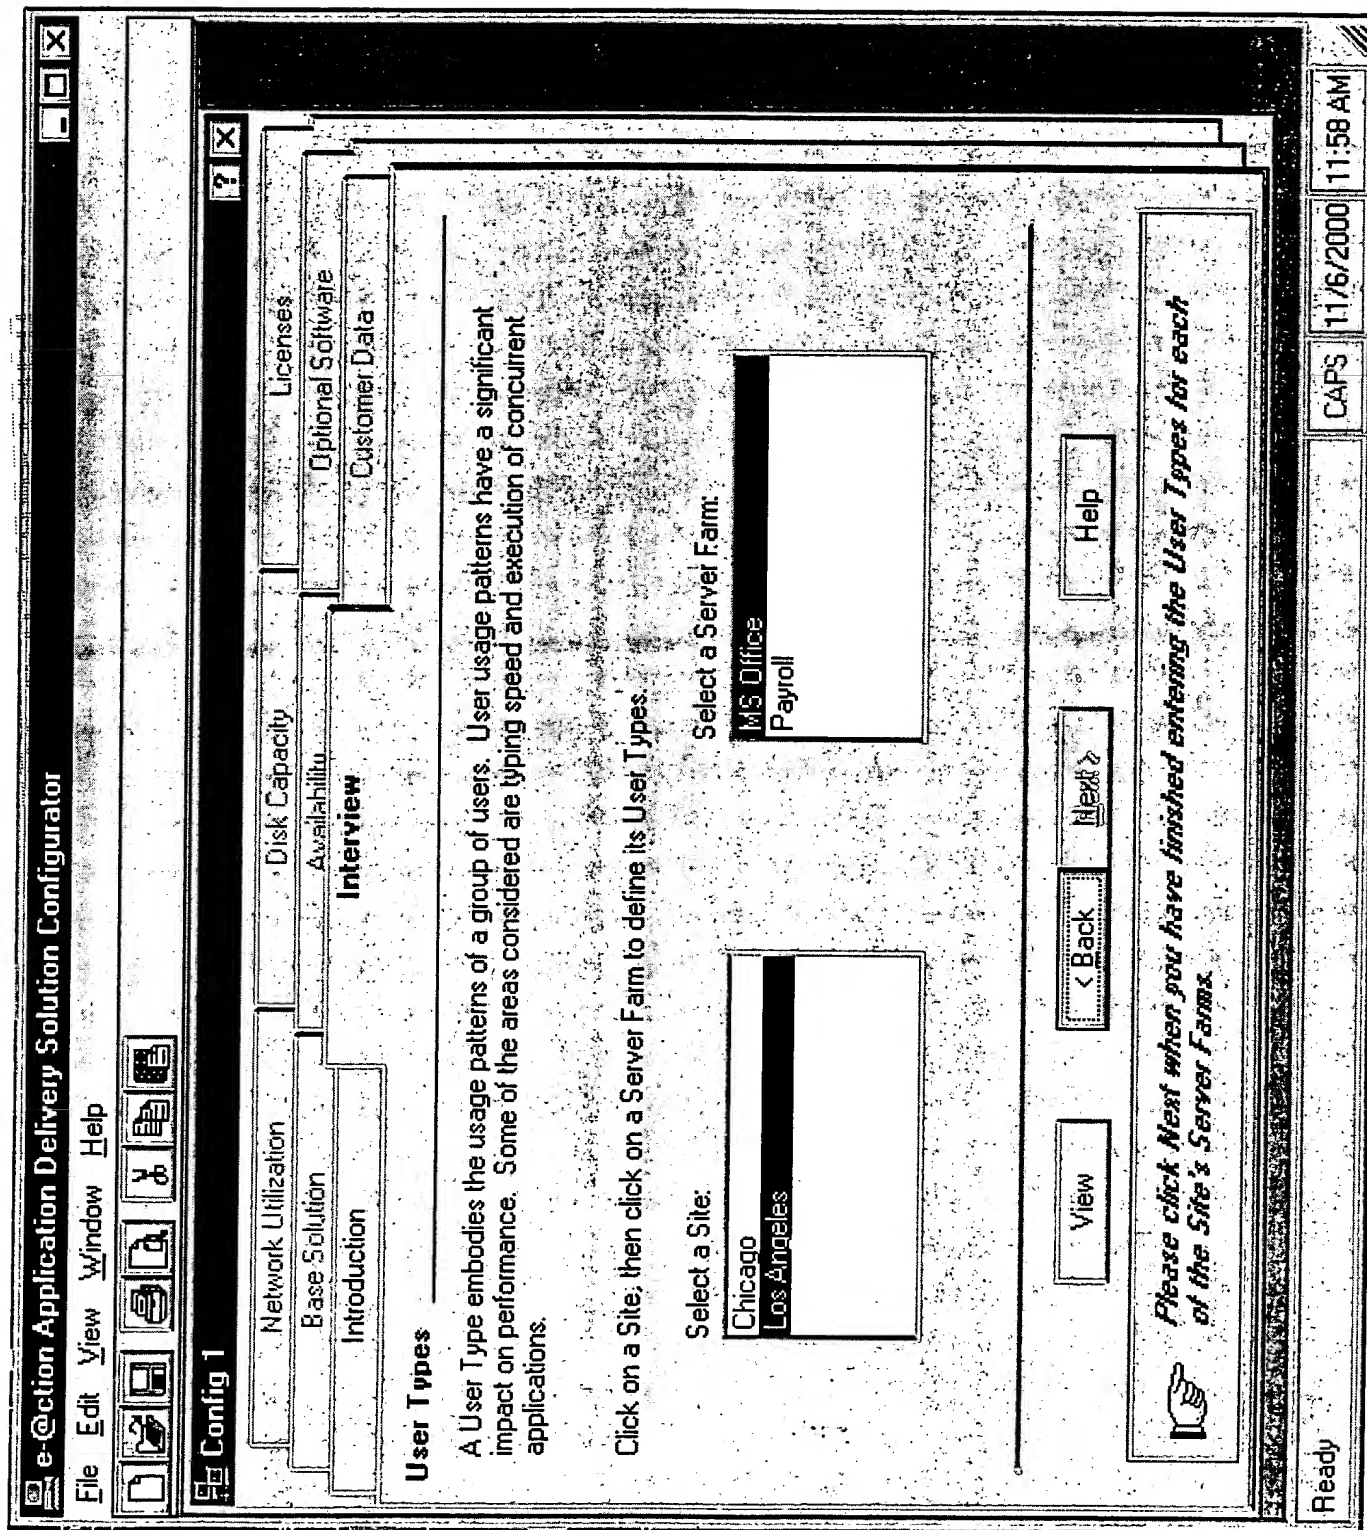 e-@ction Application Delivery Solution Configurator
File Edit View Window Help
Config 1
Network Utilization Disk Capacity Licenses
Base Solution Availability Optional Software
Introduction Interview Customer Data
User Types
A User Type embodies the usage patterns of a group of users. User usage patterns have a significant
impact on performance. Some of the areas considered are typing speed and execution of concurrent
applications.
Click on a Site; then click on a Server Farm to define its User Types.
Select a Site: Select a Server Farm:
Chicago MS Office
Los Angeles Payroll
View < Back Next > Help
Please click Next when you have finished entering the User Types for each
of the Site's Server Fams.
Ready CAPS 11/6/2000 11:58 AM